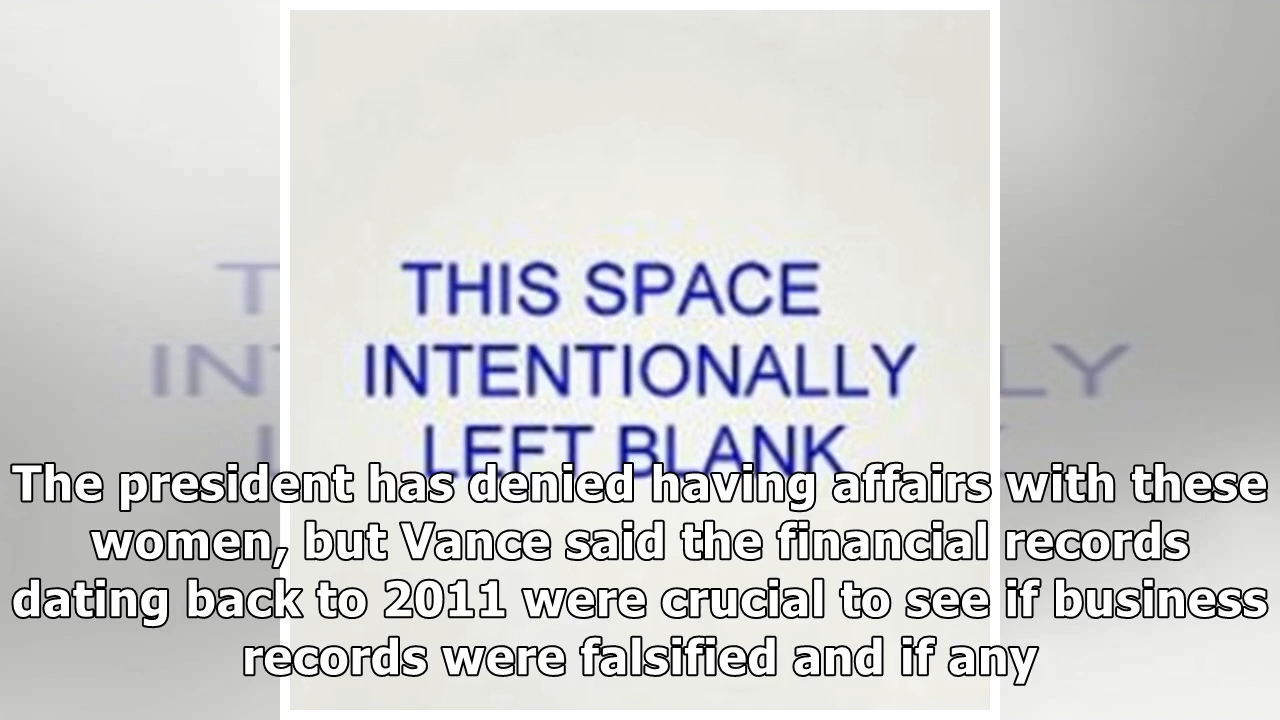 THIS SPACE
INTENTIONALLY
LEFT BLANK
The president has denied having affairs with these
women, but Vance said the financial records
dating back to 2011 were crucial to see if business
records were falsified and if any